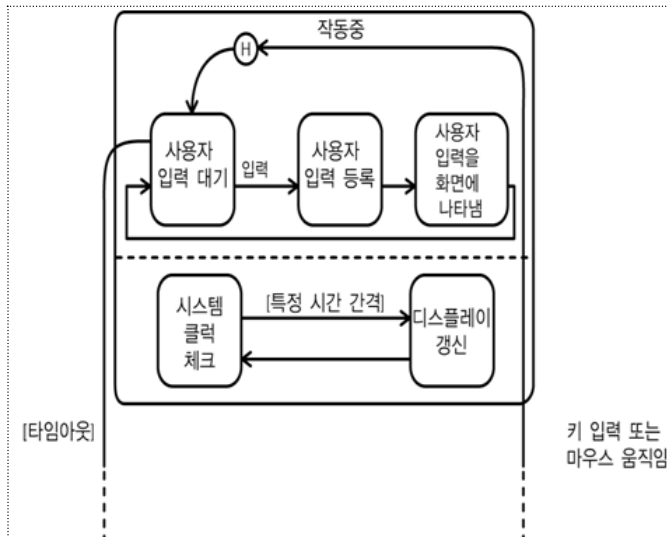 작동중
H
사용자
입력 대기
입력
사용자
입력 등록
사용자
입력을
화면에
나타냄
시스템
클럭
체크
[특정 시간 간격]
디스플레이
갱신
[타임아웃]
키 입력 또는
마우스 움직임